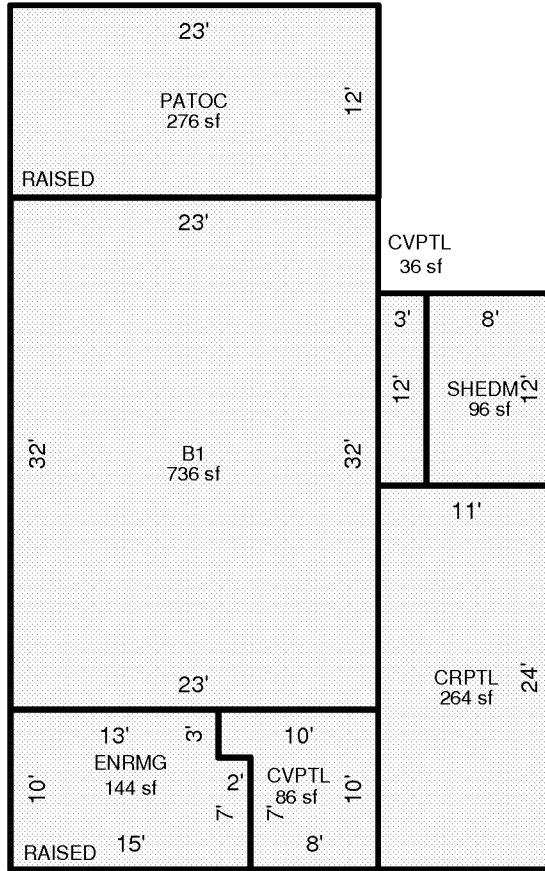 23'
PATOC
276 sf
12'
RAISED
23'
CVPTL
36 sf
3'
8'
12'
SHEDM
96 sf
12'
32'
B1
736 sf
32'
11'
23'
CRPTL
264 sf
24'
13'
3'
10'
ENRMG
144 sf
10'
2'
7'
CVPTL
86 sf
7'
10'
RAISED
15'
8'